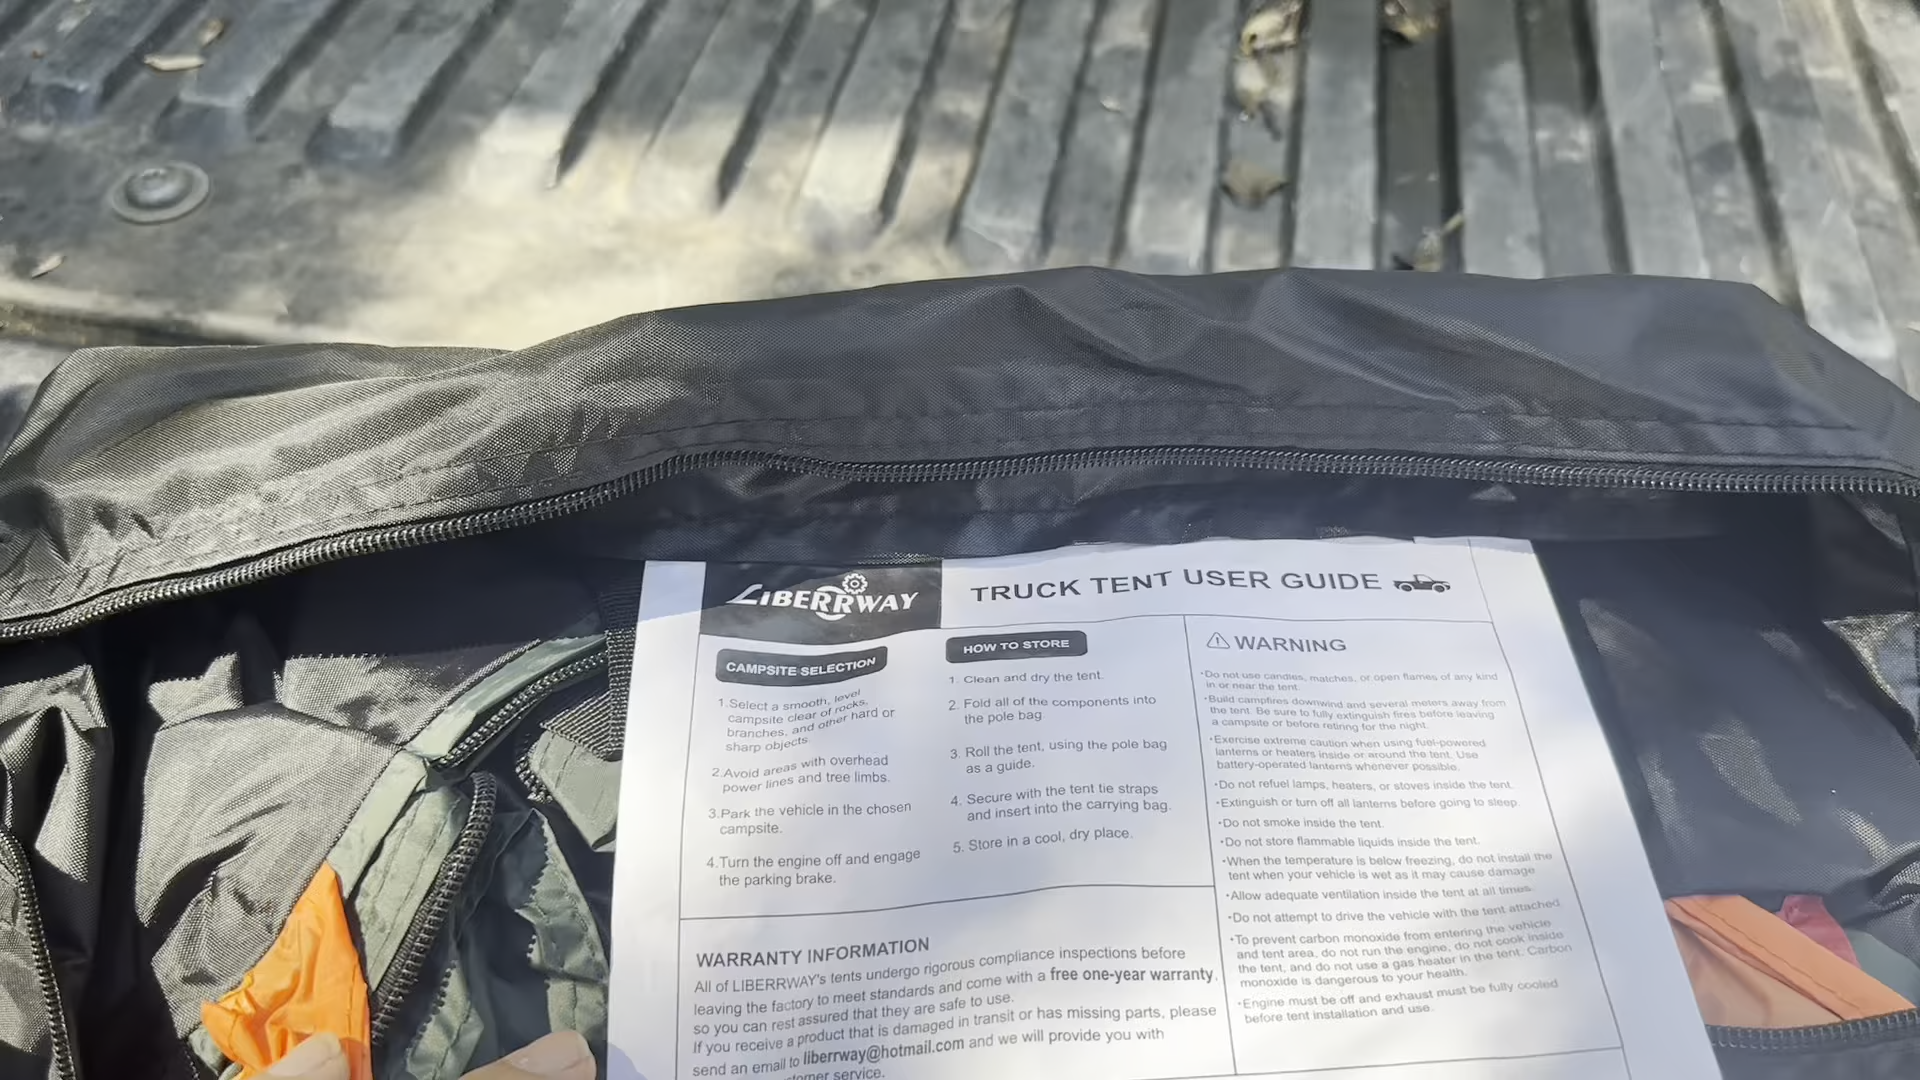 LIBERRWAY
TRUCK TENT USER GUIDE
CAMPSITE SELECTION
1.Select a smooth, level
campsite clear of rocks,
branches, and other hard or
sharp objects
2.Avoid areas with overhead
power lines and tree limbs.
3.Park the vehicle in the chosen
campsite.
4.Turn the engine off and engage
the parking brake.
HOW TO STORE
1. Clean and dry the tent.
2. Fold all of the components into
the pole bag
3. Roll the tent, using the pole bag
as a guide.
4. Secure with the tent tie straps
and insert into the carrying bag.
5. Store in a cool, dry place.
WARNING
•Do not use candles, matches, or open flames of any kind
in or near the tent
•Build campfires downwind and several meters away from
the tent. Be sure to fully extinguish fires before leaving
a campsite or before retiring for the night.
•Exercise extreme caution when using fuel-powered
lanterns or heaters inside or around the tent. Use
battery-operated lanterns whenever possible.
•Do not refuel lamps, heaters, or stoves inside the tent.
•Extinguish or turn off all lanterns before going to sleep.
•Do not smoke inside the tent.
•Do not store flammable liquids inside the tent.
•When the temperature is below freezing, do not install the
tent when your vehicle is wet as it may cause damage
•Allow adequate ventilation inside the tent at all times.
•Do not attempt to drive the vehicle with the tent attached.
•To prevent carbon monoxide from entering the vehicle
and tent area, do not run the engine, do not cook inside
the tent, and do not use a gas heater in the tent. Carbon
monoxide is dangerous to your health.
•Engine must be off and exhaust must be fully cooled
before tent installation and use.
WARRANTY INFORMATION
All of LIBERRWAY's tents undergo rigorous compliance inspections before
leaving the factory to meet standards and come with a free one-year warranty,
so you can rest assured that they are safe to use.
If you receive a product that is damaged in transit or has missing parts, please
send an email to liberrway@hotmail.com and we will provide you with
service.